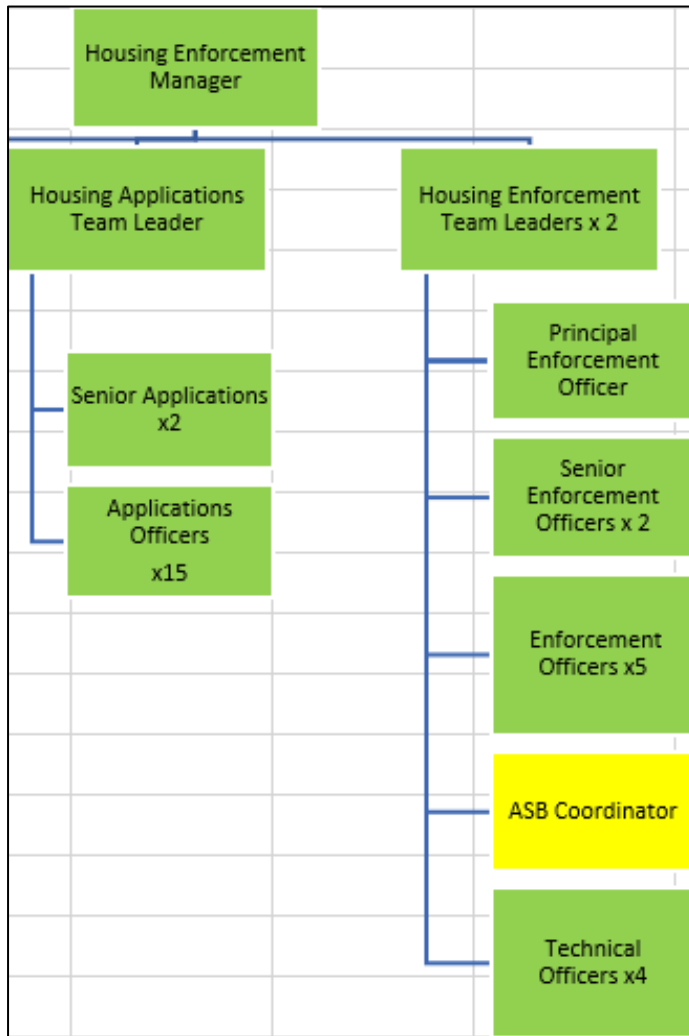 Housing Enforcement
Manager
Housing Applications
Team Leader
Housing Enforcement
Team Leaders x 2
Senior Applications
x2
Applications
Officers
x15
Principal
Enforcement
Officer
Senior
Enforcement
Officers x 2
Enforcement
Officers x5
ASB Coordinator
Technical
Officers x4